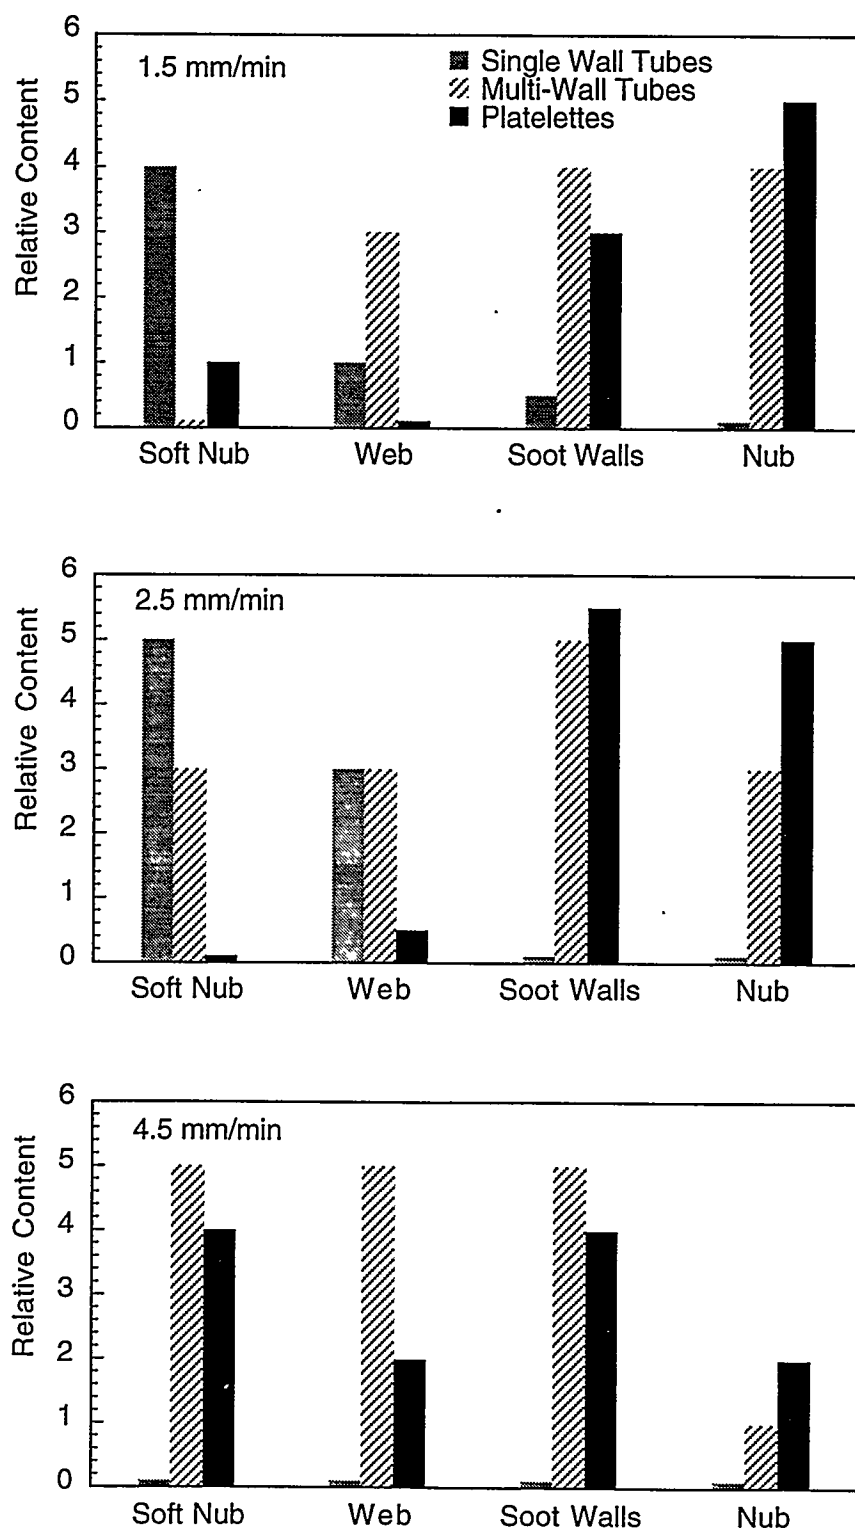 6
1.5 mm/min
Single Wall Tubes
Multi-Wall Tubes
Platelettes
5
4
3
2
1
0
Relative Content
Soft Nub Web Soot Walls Nub
6
2.5 mm/min
5
4
3
2
1
0
Relative Content
Soft Nub Web Soot Walls Nub
6
4.5 mm/min
5
4
3
2
1
0
Relative Content
Soft Nub Web Soot Walls Nub